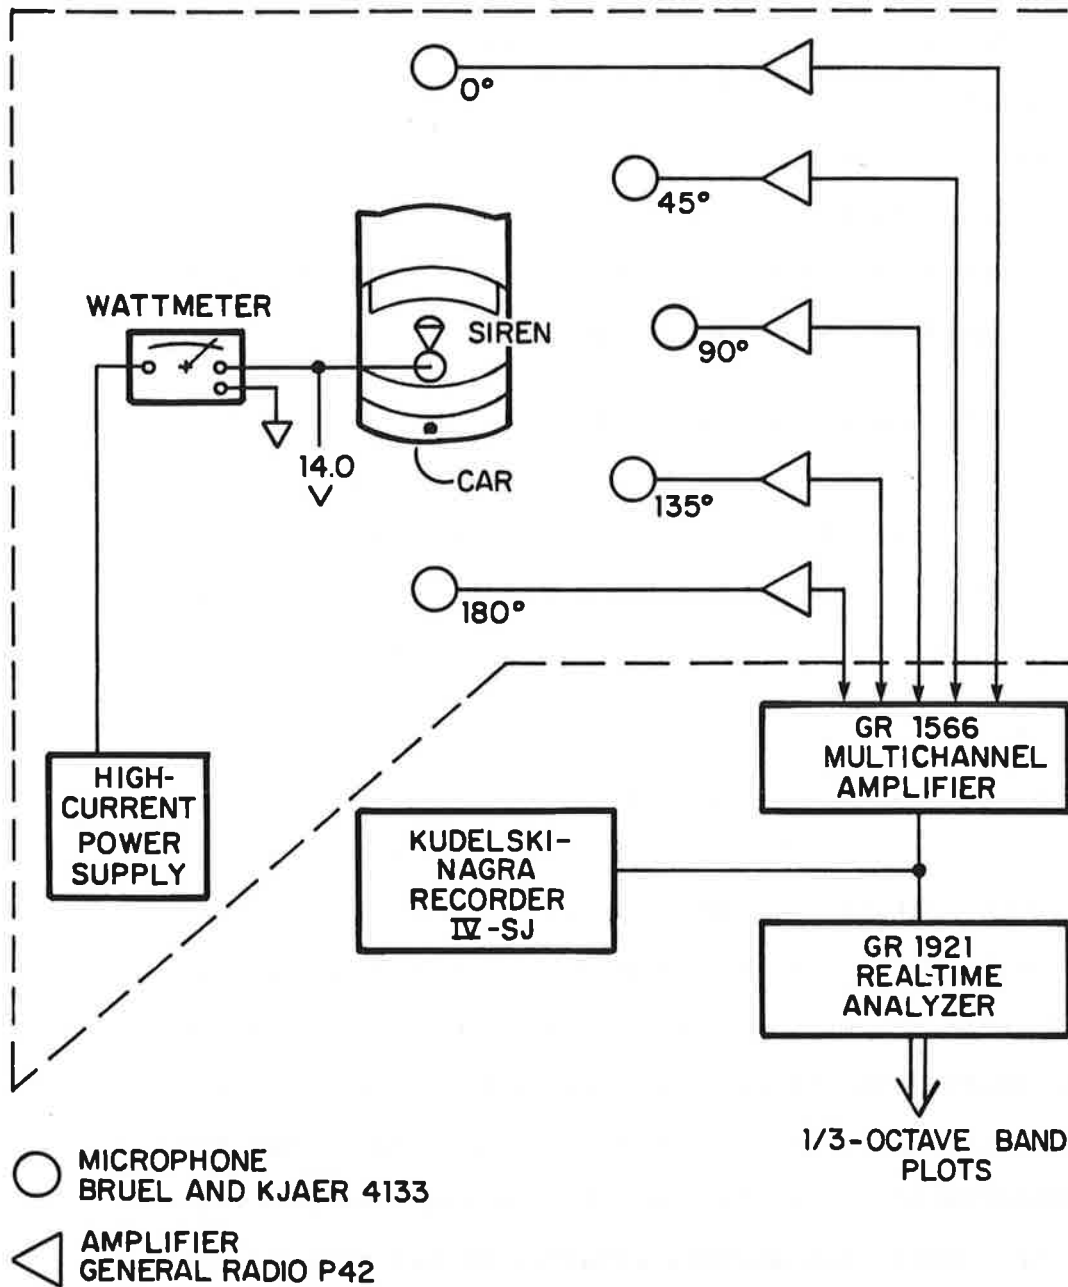 0°
45°
WATTMETER
SIREN
90°
14.0
V
CAR
135°
180°
HIGH-
CURRENT
POWER
SUPPLY
GR 1566
MULTICHANNEL
AMPLIFIER
KUDELSKI-
NAGRA
RECORDER
IV-SJ
GR 1921
REAL-TIME
ANALYZER
1/3-OCTAVE BAND
PLOTS
MICROPHONE
BRUEL AND KJAER 4133
AMPLIFIER
GENERAL RADIO P42